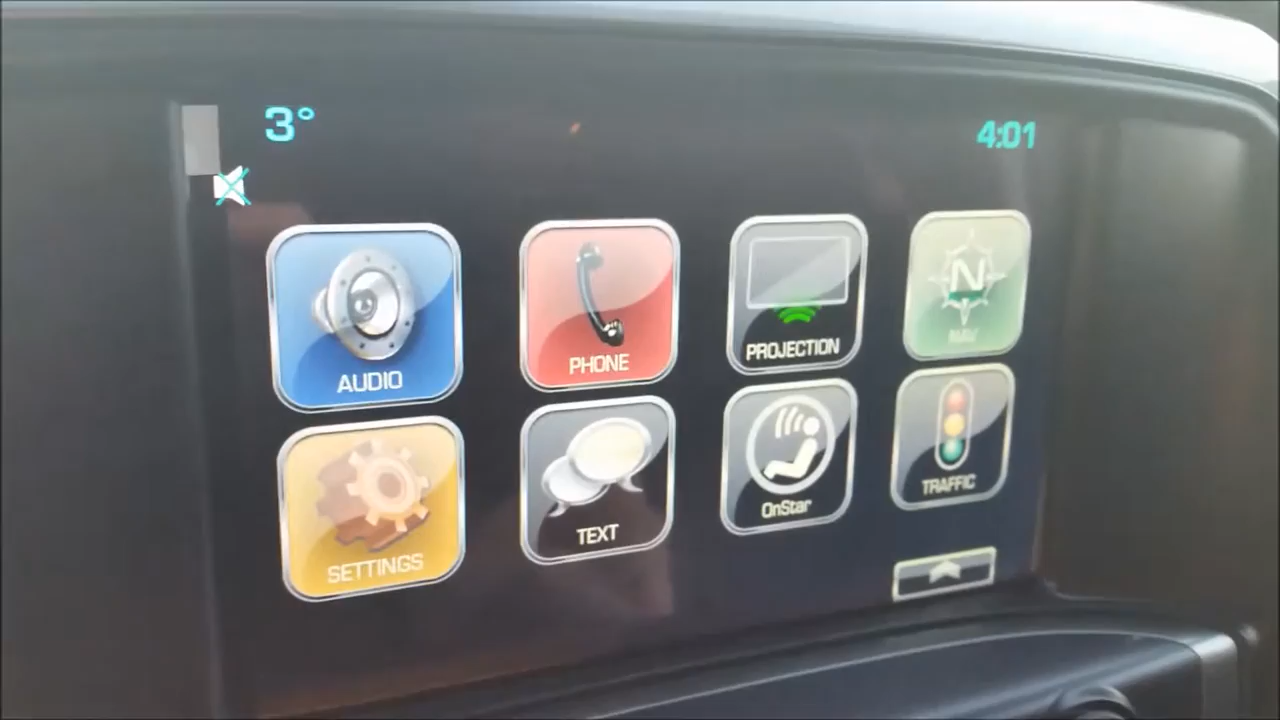 3°
4:01
AUDIO
PHONE
PROJECTION
N
NAV
SETTINGS
TEXT
OnStar
TRAFFIC